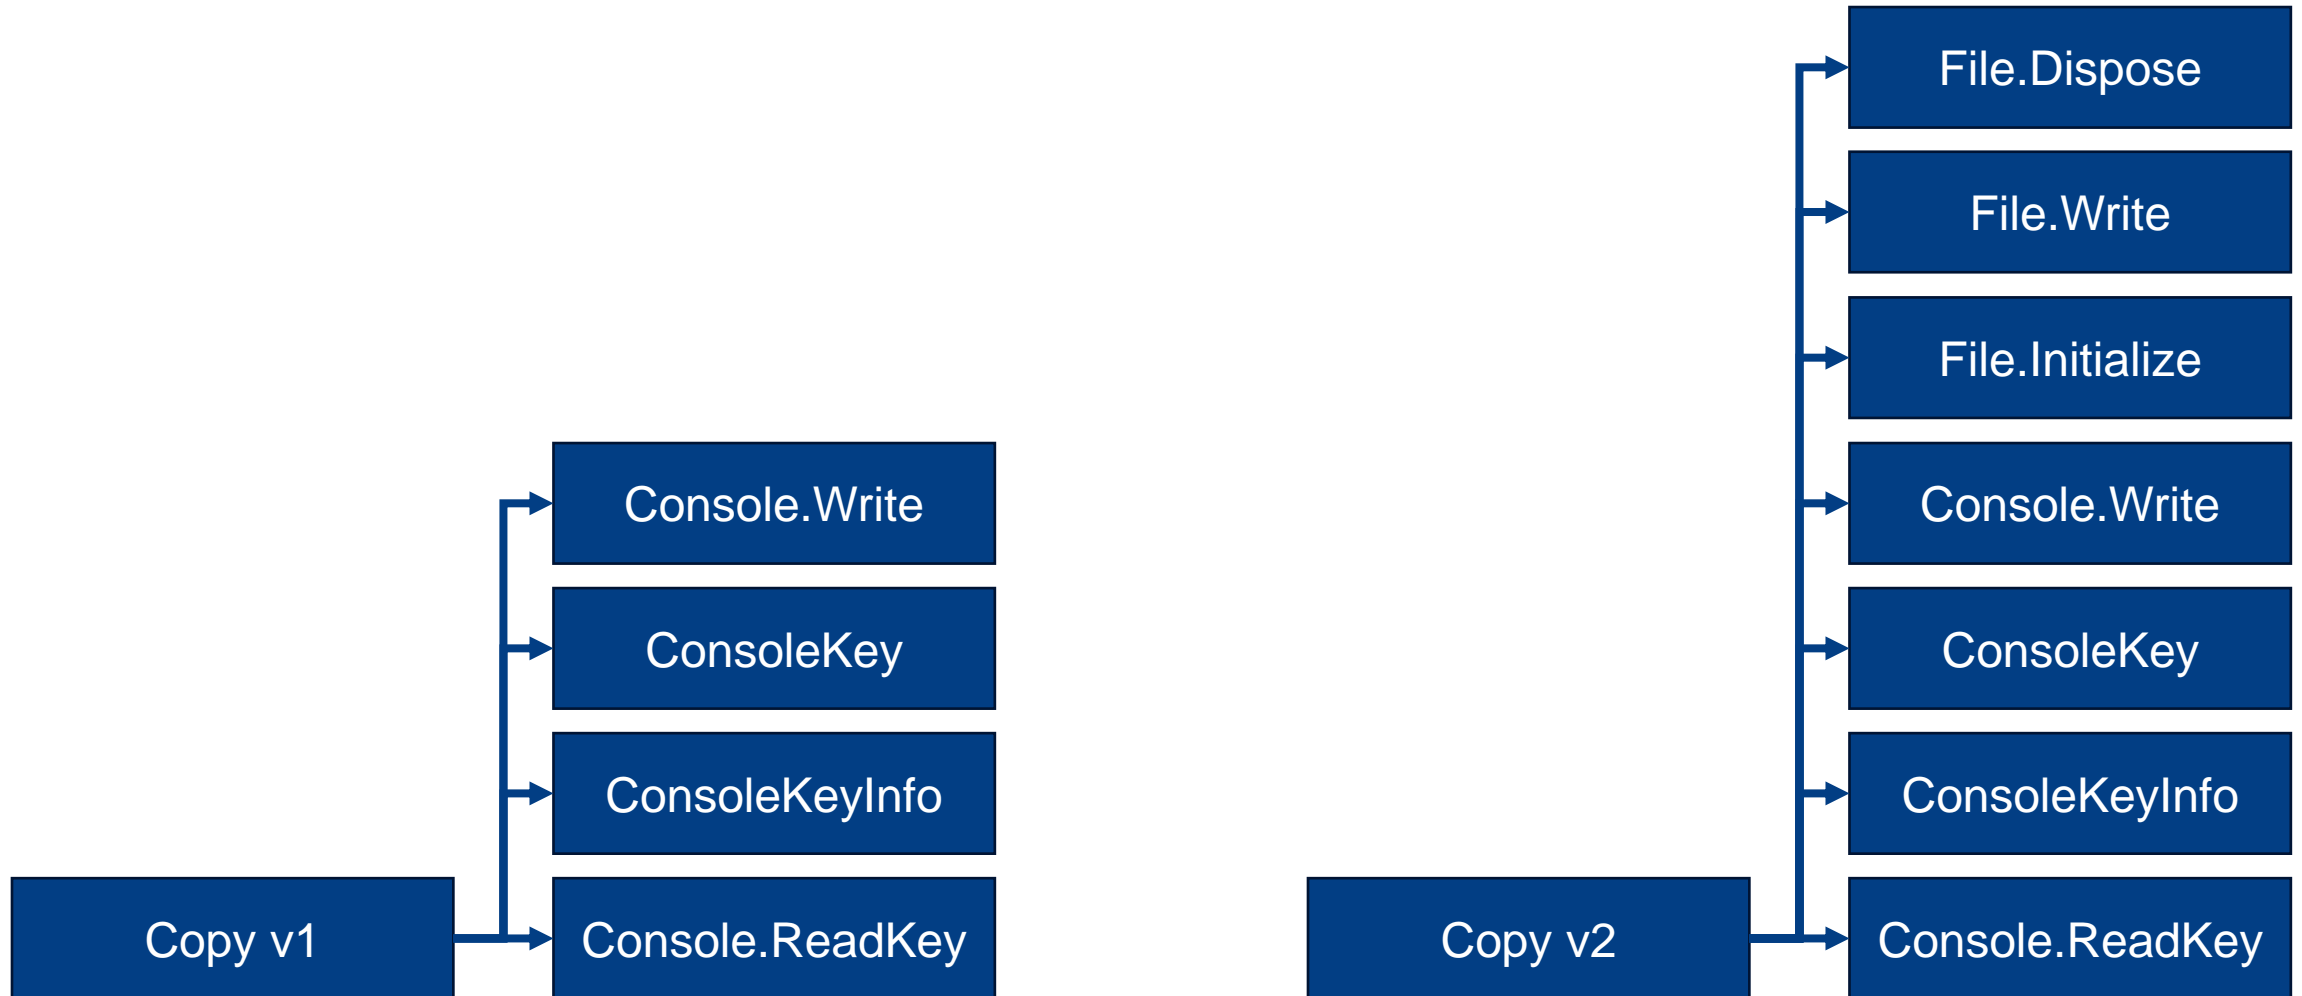 File.Dispose
File.Write
File.Initialize
Console.Write
Console.Write
ConsoleKey
ConsoleKey
ConsoleKeyInfo
ConsoleKeyInfo
Copy v1
Console.ReadKey
Copy v2
Console.ReadKey